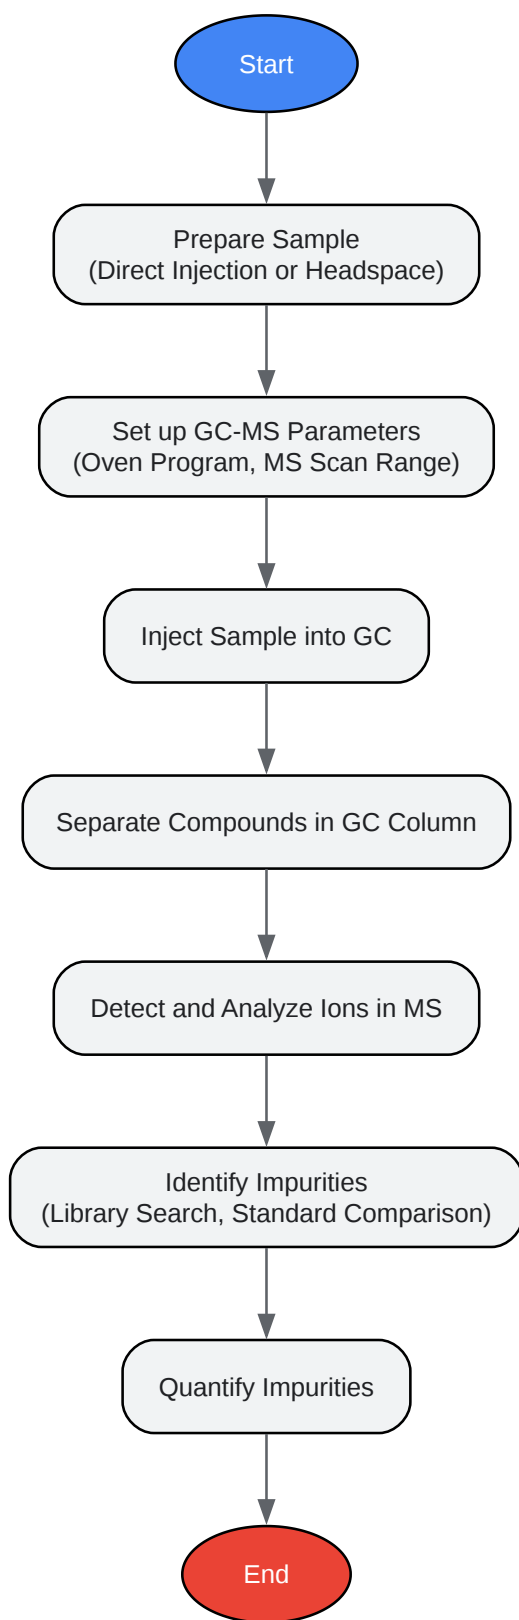 Start
Prepare Sample
(Direct Injection or Headspace)
Set up GC-MS Parameters
(Oven Program, MS Scan Range)
Inject Sample into GC
Separate Compounds in GC Column
Detect and Analyze Ions in MS
Identify Impurities
(Library Search, Standard Comparison)
Quantify Impurities
End